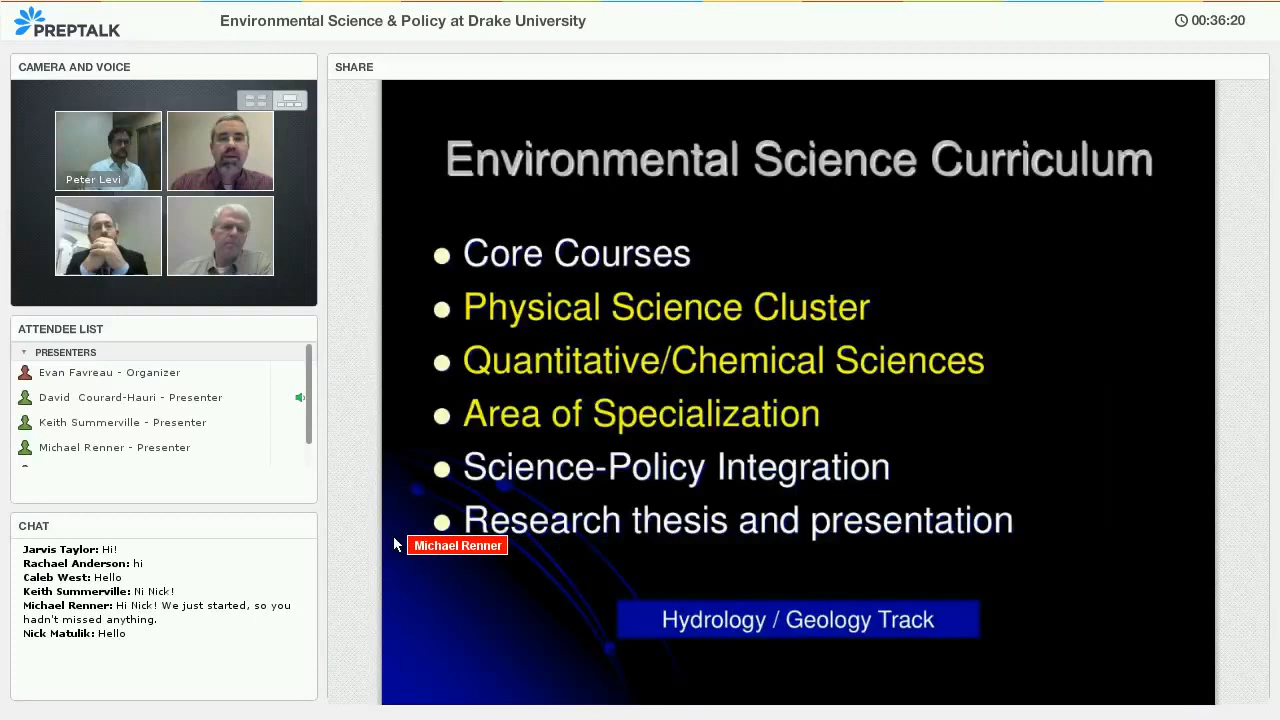 PREPTALK
Environmental Science & Policy at Drake University
00:36:20
CAMERA AND VOICE
Peter Levi
ATTENDEE LIST
PRESENTERS
Evan Favreau - Organizer
David Courard-Hauri - Presenter
Keith Summerville - Presenter
Michael Renner - Presenter
CHAT
Jarvis Taylor: Hi!
Rachael Anderson: hi
Caleb West: Hello
Keith Summerville: Ni Nick!
Michael Renner: Hi Nick! We just started, so you
hadn't missed anything.
Nick Matulik: Hello
SHARE
Environmental Science Curriculum
Core Courses
Physical Science Cluster
Quantitative/Chemical Sciences
Area of Specialization
Science-Policy Integration
Research thesis and presentation
Michael Renner
Hydrology / Geology Track